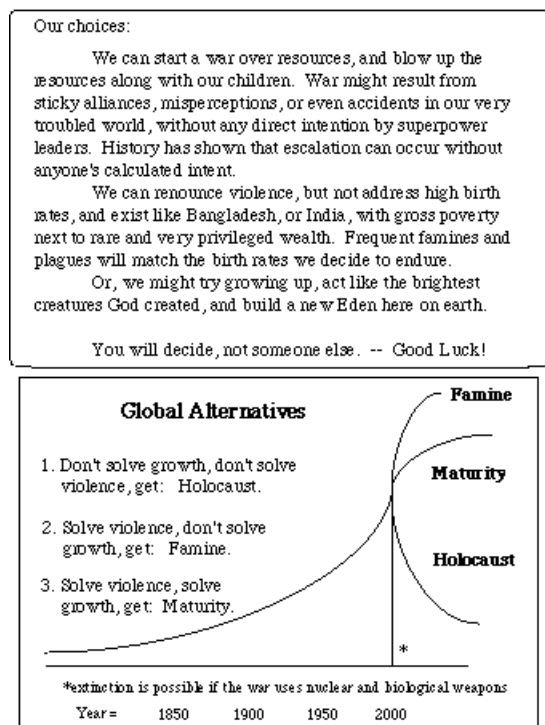 Our choices:
We can start a war over resources, and blow up the
resources along with our children. War might result from
sticky alliances, misperceptions, or even accidents in our very
troubled world, without any direct intention by superpower
leaders. History has shown that escalation can occur without
anyone's calculated intent.
We can renounce violence, but not address high birth
rates, and exist like Bangladesh, or India, with gross poverty
next to rare and very privileged wealth. Frequent famines and
plagues will match the birth rates we decide to endure.
Or, we might try growing up, act like the brightest
creatures God created, and build a new Eden here on earth.
You will decide, not someone else. -- Good Luck!
Global Alternatives
1. Don't solve growth, don't solve
violence, get: Holocaust.
2. Solve violence, don't solve
growth, get: Famine.
3. Solve violence, solve
growth, get: Maturity.
Famine
Maturity
Holocaust
*
*extinction is possible if the war uses nuclear and biological weapons
Year = 1850 1900 1950 2000